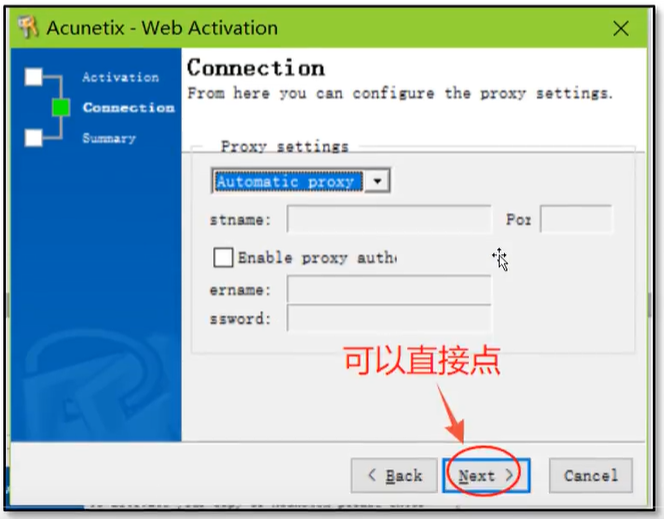 Acunetix - Web Activation
Activation
Connection
Summary
Connection
From here you can configure the proxy settings.
Proxy settings
Automatic proxy
stname:
Por
Enable proxy auth
ername:
ssword:
可以直接点
< Back
Next >
Cancel